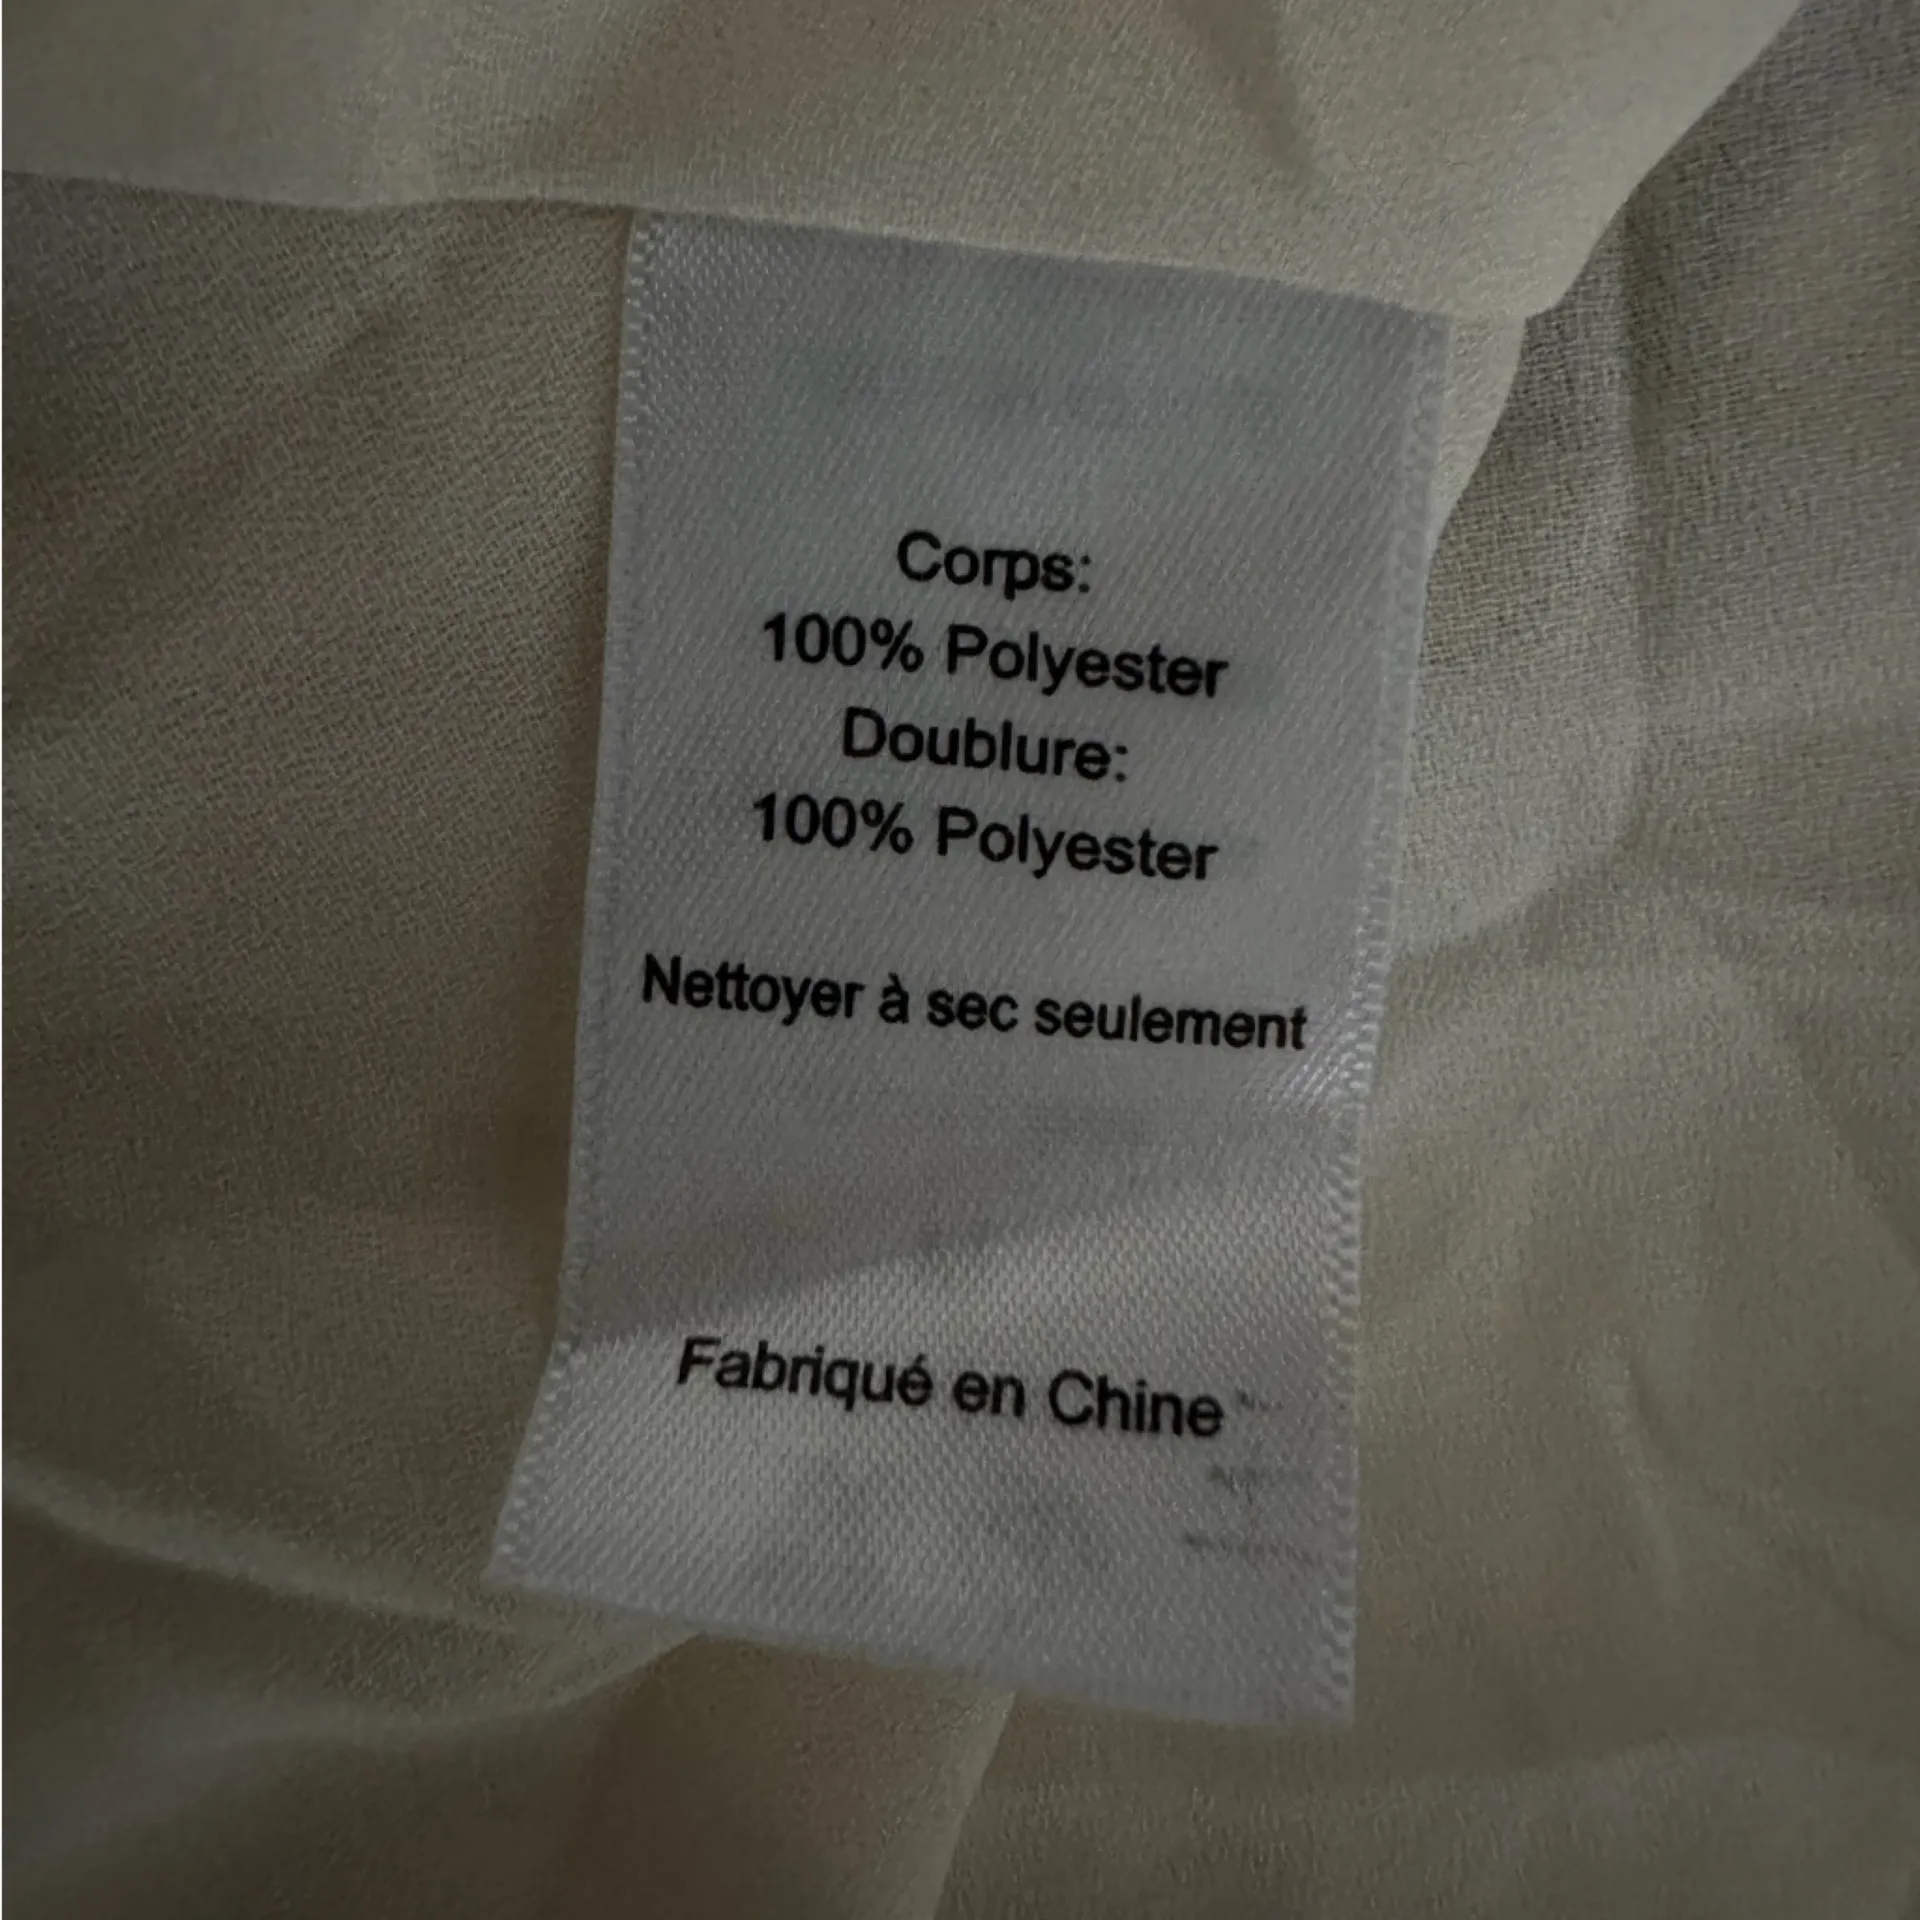 Corps:
100% Polyester
Doublure:
100% Polyester
Nettoyer à sec seulement
Fabriqué en Chine